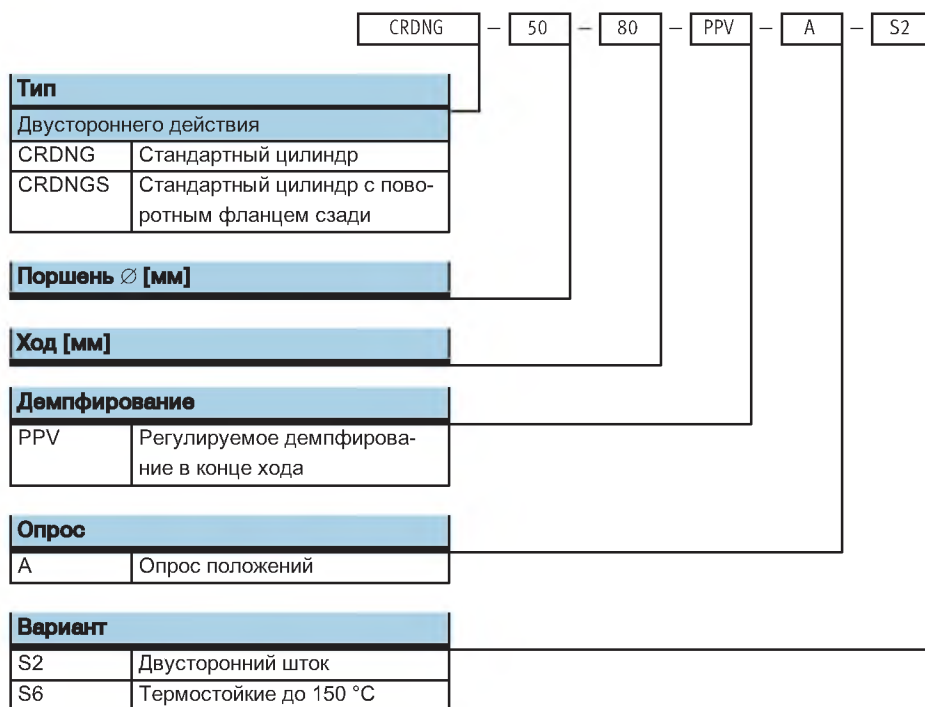 CRDNG – 50 – 80 – PPV – A – S2
Тип
Двустороннего действия
CRDNG Стандартный цилиндр
CRDNGS Стандартный цилиндр с пово-
ротным фланцем сзади
Поршень ∅ [мм]
Ход [мм]
Демпфирование
PPV Регулируемое демпфирова-
ние в конце хода
Опрос
A Опрос положений
Вариант
S2 Двусторонний шток
S6 Термостойкие до 150 °C